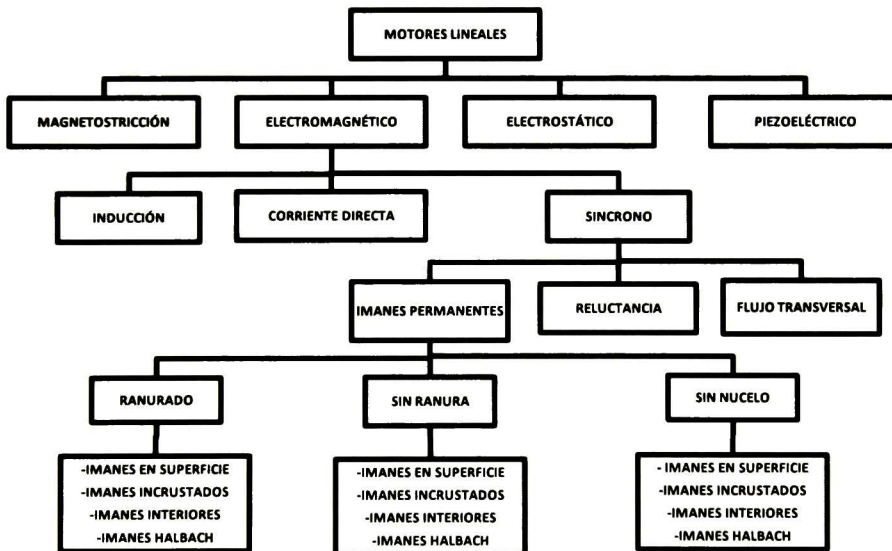 MOTORES LINEALES
MAGNETOSTRICCIÓN
ELECTROMAGNÉTICO
ELECTROSTÁTICO
PIEZOELÉCTRICO
INDUCCIÓN
CORRIENTE DIRECTA
SINCRONO
IMANES PERMANENTES
RELUCTANCIA
FLUJO TRANSVERSAL
RANURADO
SIN RANURA
SIN NUCELO
-IMANES EN SUPERFICIE
-IMANES INCRUSTADOS
-IMANES INTERIORES
-IMANES HALBACH
-IMANES EN SUPERFICIE
-IMANES INCRUSTADOS
-IMANES INTERIORES
-IMANES HALBACH
- IMANES EN SUPERFICIE
-IMANES INCRUSTADOS
-IMANES INTERIORES
-IMANES HALBACH